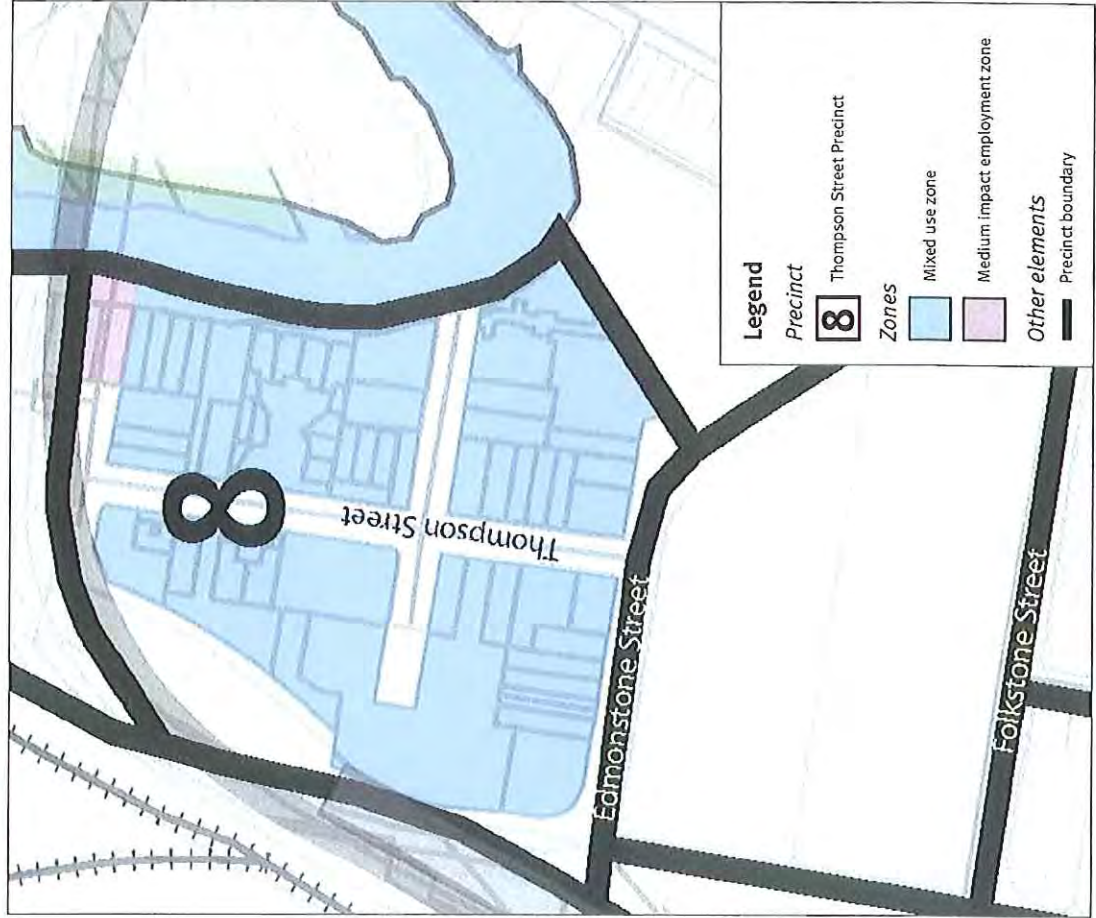 8
Thompson Street
Edmonstone Street
Folkstone Street
Legend
Precinct
8 Thompson Street Precinct
Zones
Mixed use zone
Medium impact employment zone
Other elements
Precinct boundary